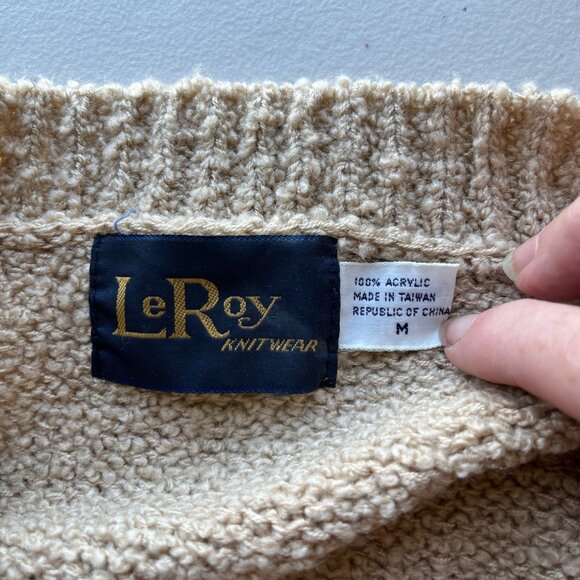 LeRoy
KNITWEAR
100% ACRYLIC
MADE IN TAIWAN
REPUBLIC OF CHINA
M